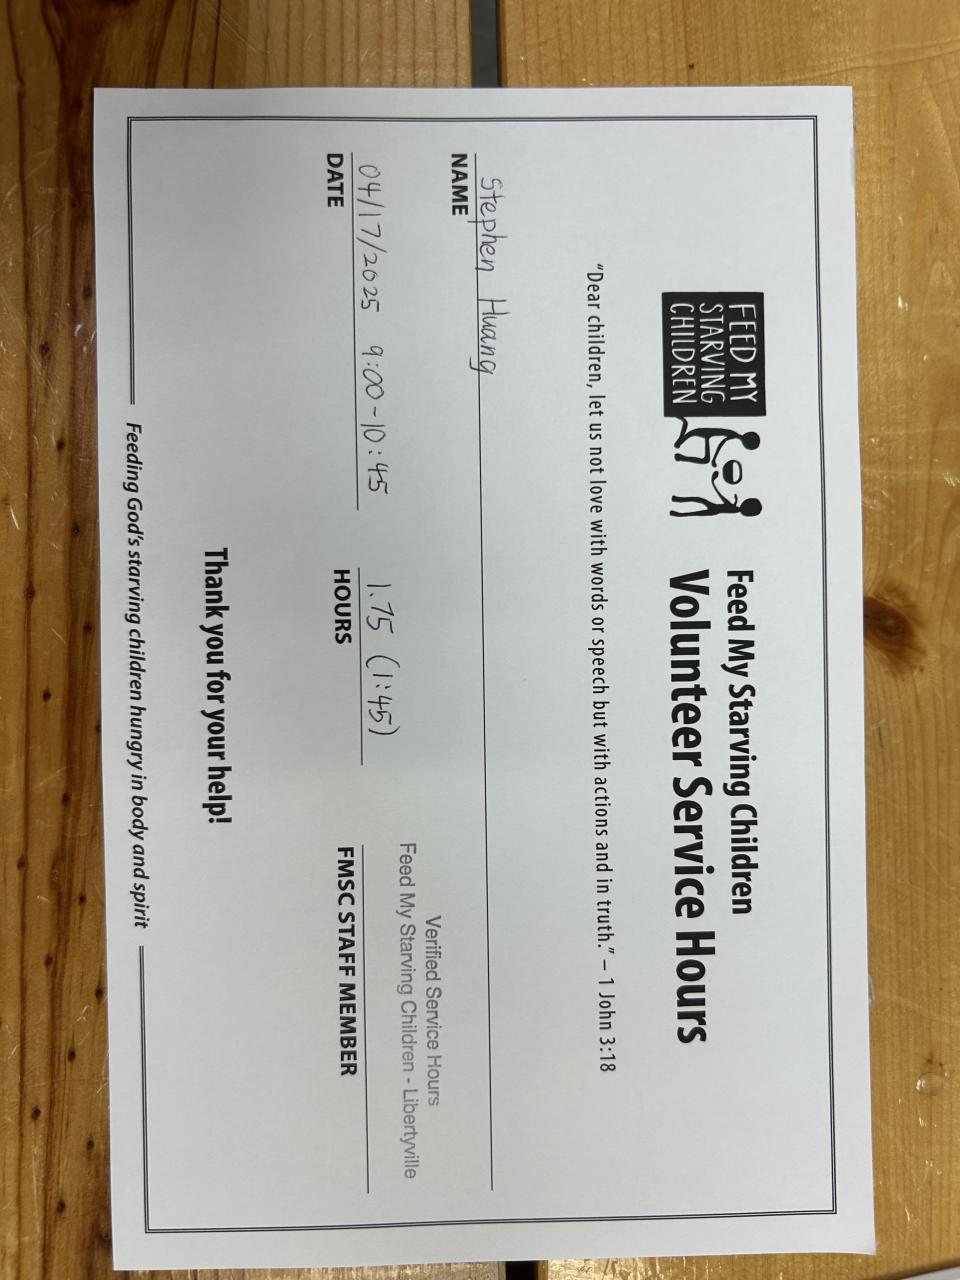 FEED MY
STARVING
CHILDREN
Feed My Starving Children
Volunteer Service Hours
"Dear children, let us not love with words or speech but with actions and in truth." – 1 John 3:18
Stephen Huang
NAME
04/17/2025 9:00-10:45
DATE
1.75 (1:45)
HOURS
Verified Service Hours
Feed My Starving Children - Libertyville
FMSC STAFF MEMBER
Thank you for your help!
Feeding God's starving children hungry in body and spirit